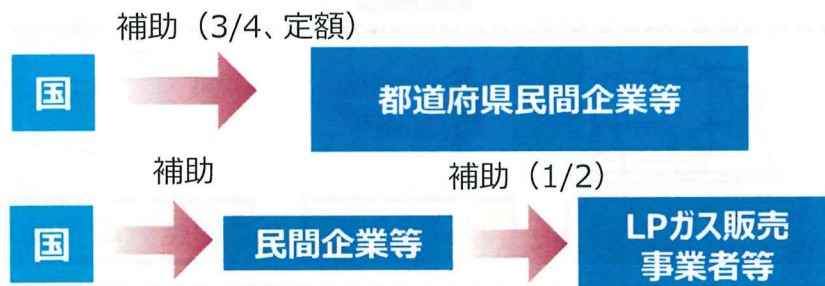 補助（3/4、定額）
国
都道府県民間企業等
補助
補助（1/2）
国
民間企業等
LPガス販売
事業者等